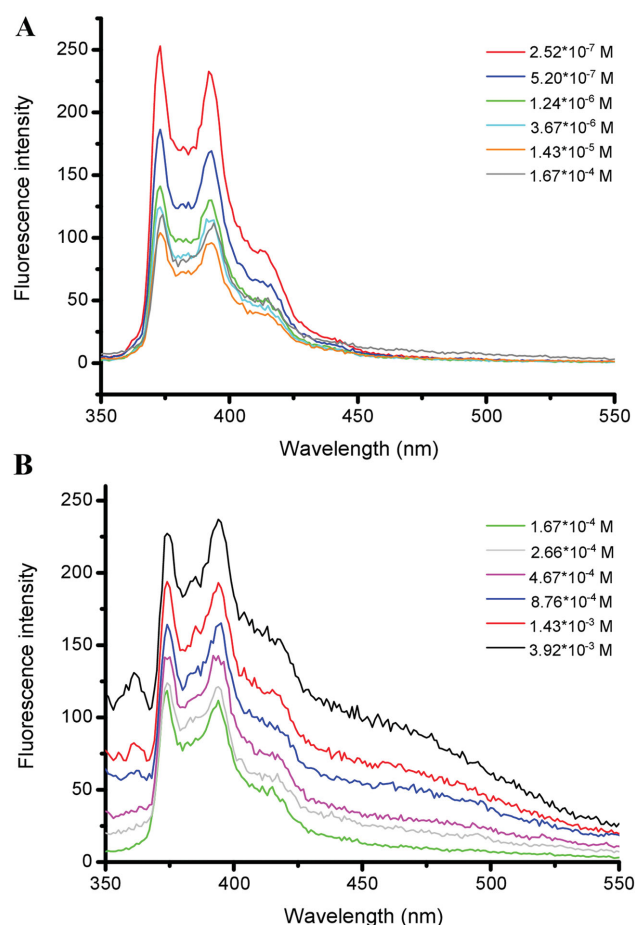 A
250
200
150
100
50
0
Fluorescence intensity
2.52*10⁻⁷ M
5.20*10⁻⁷ M
1.24*10⁻⁶ M
3.67*10⁻⁶ M
1.43*10⁻⁵ M
1.67*10⁻⁴ M
350 400 450 500 550
Wavelength (nm)
B
250
200
150
100
50
0
Fluorescence intensity
1.67*10⁻⁴ M
2.66*10⁻⁴ M
4.67*10⁻⁴ M
8.76*10⁻⁴ M
1.43*10⁻³ M
3.92*10⁻³ M
350 400 450 500 550
Wavelength (nm)